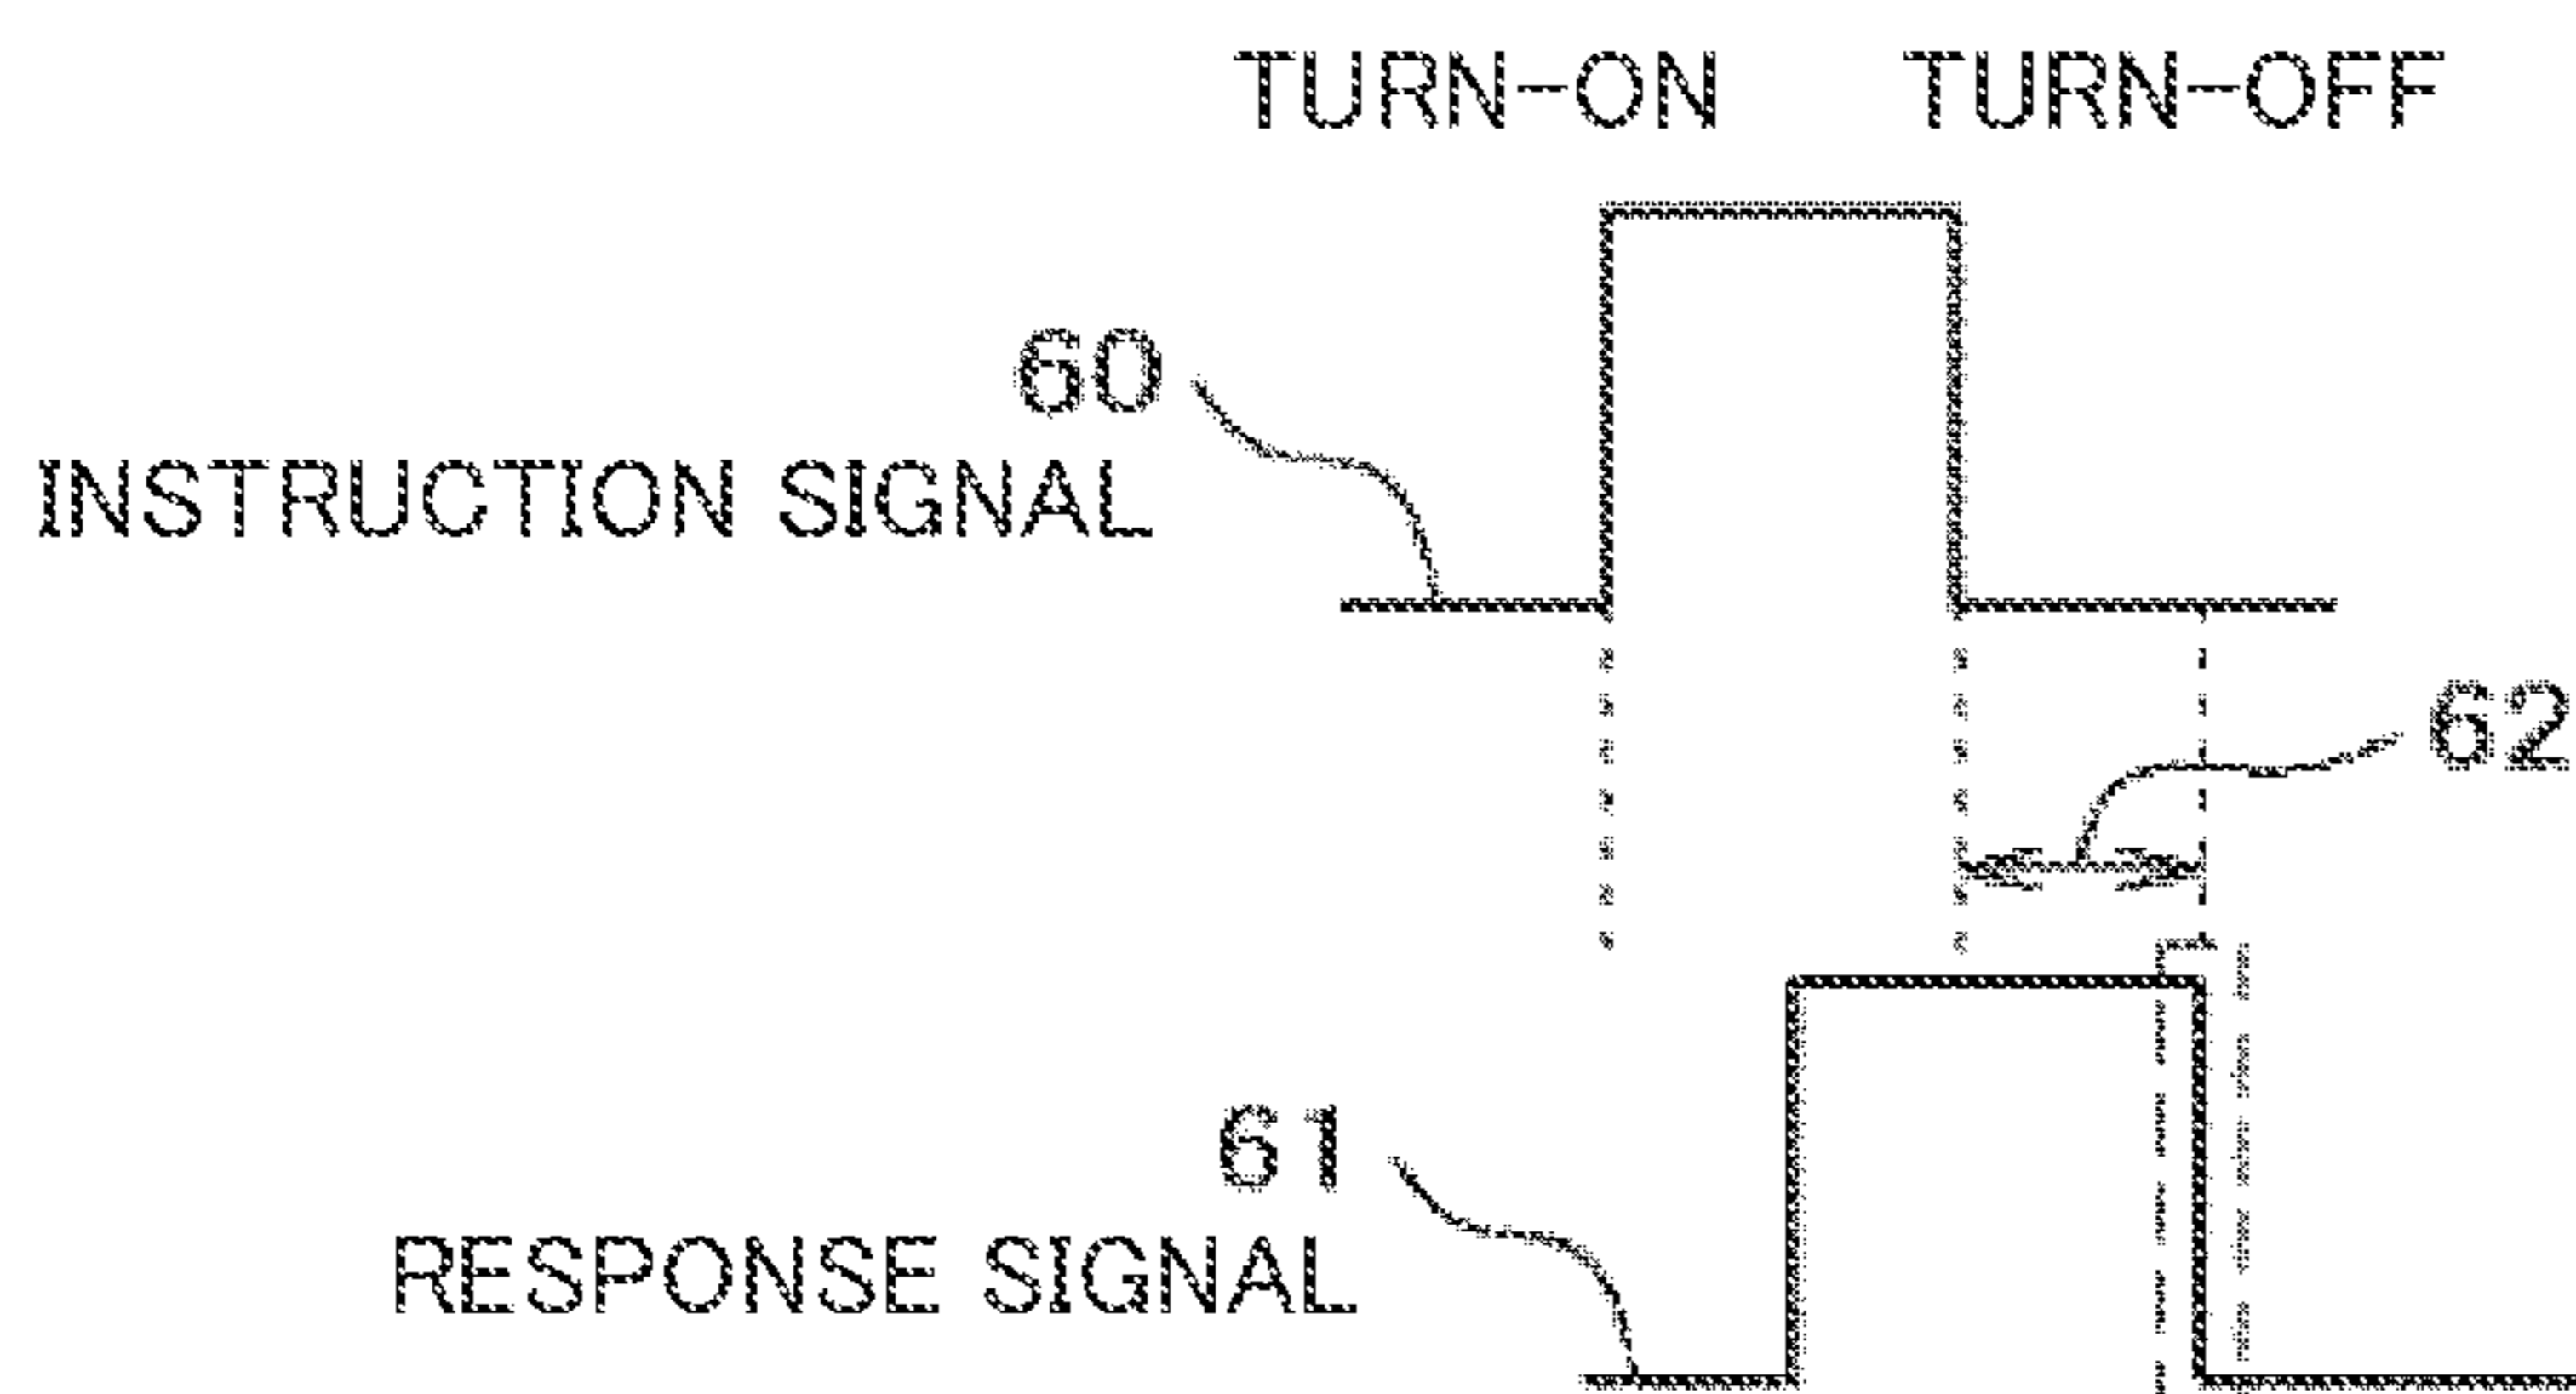 TURN-ON TURN-OFF
60
INSTRUCTION SIGNAL
62
61
RESPONSE SIGNAL